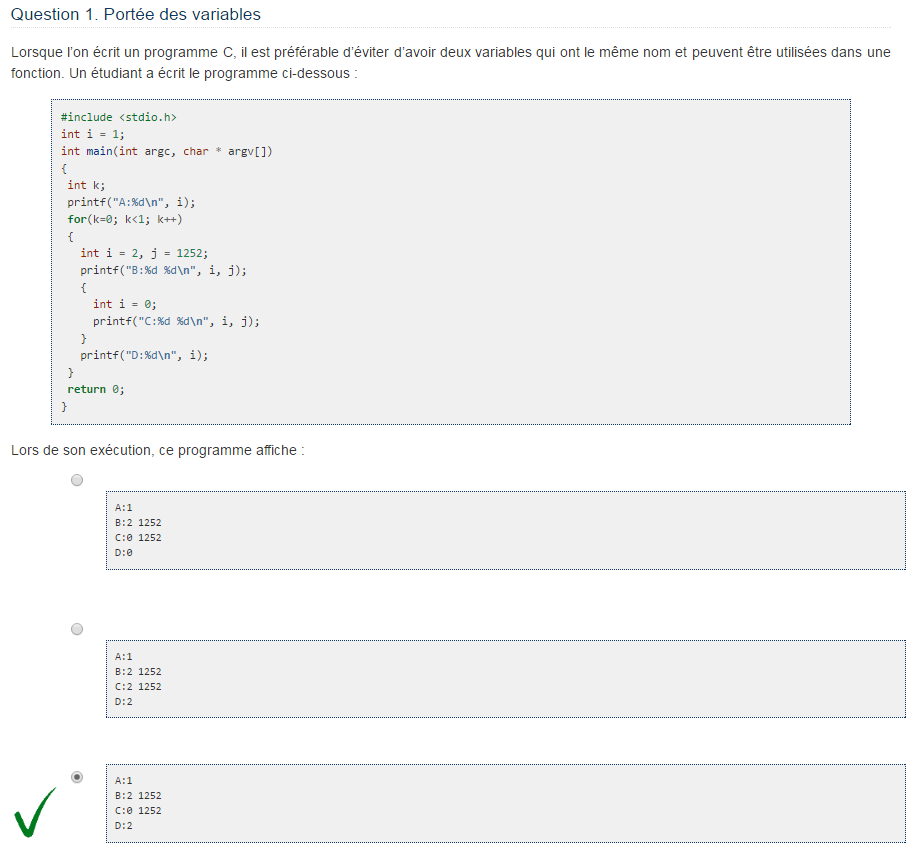 Question 1. Portée des variables
Lorsque l'on écrit un programme C, il est préférable d'éviter d'avoir deux variables qui ont le même nom et peuvent être utilisées dans une
fonction. Un étudiant a écrit le programme ci-dessous :
#include <stdio.h>
int i = 1;
int main(int argc, char * argv[])
{
 int k;
 printf("A:%d\n", i);
 for(k=0; k<1; k++)
 {
   int i = 2, j = 1252;
   printf("B:%d %d\n", i, j);
   {
     int i = 0;
     printf("C:%d %d\n", i, j);
   }
   printf("D:%d\n", i);
 }
 return 0;
}
Lors de son exécution, ce programme affiche :
A:1
B:2 1252
C:0 1252
D:0
A:1
B:2 1252
C:2 1252
D:2
A:1
B:2 1252
C:0 1252
D:2